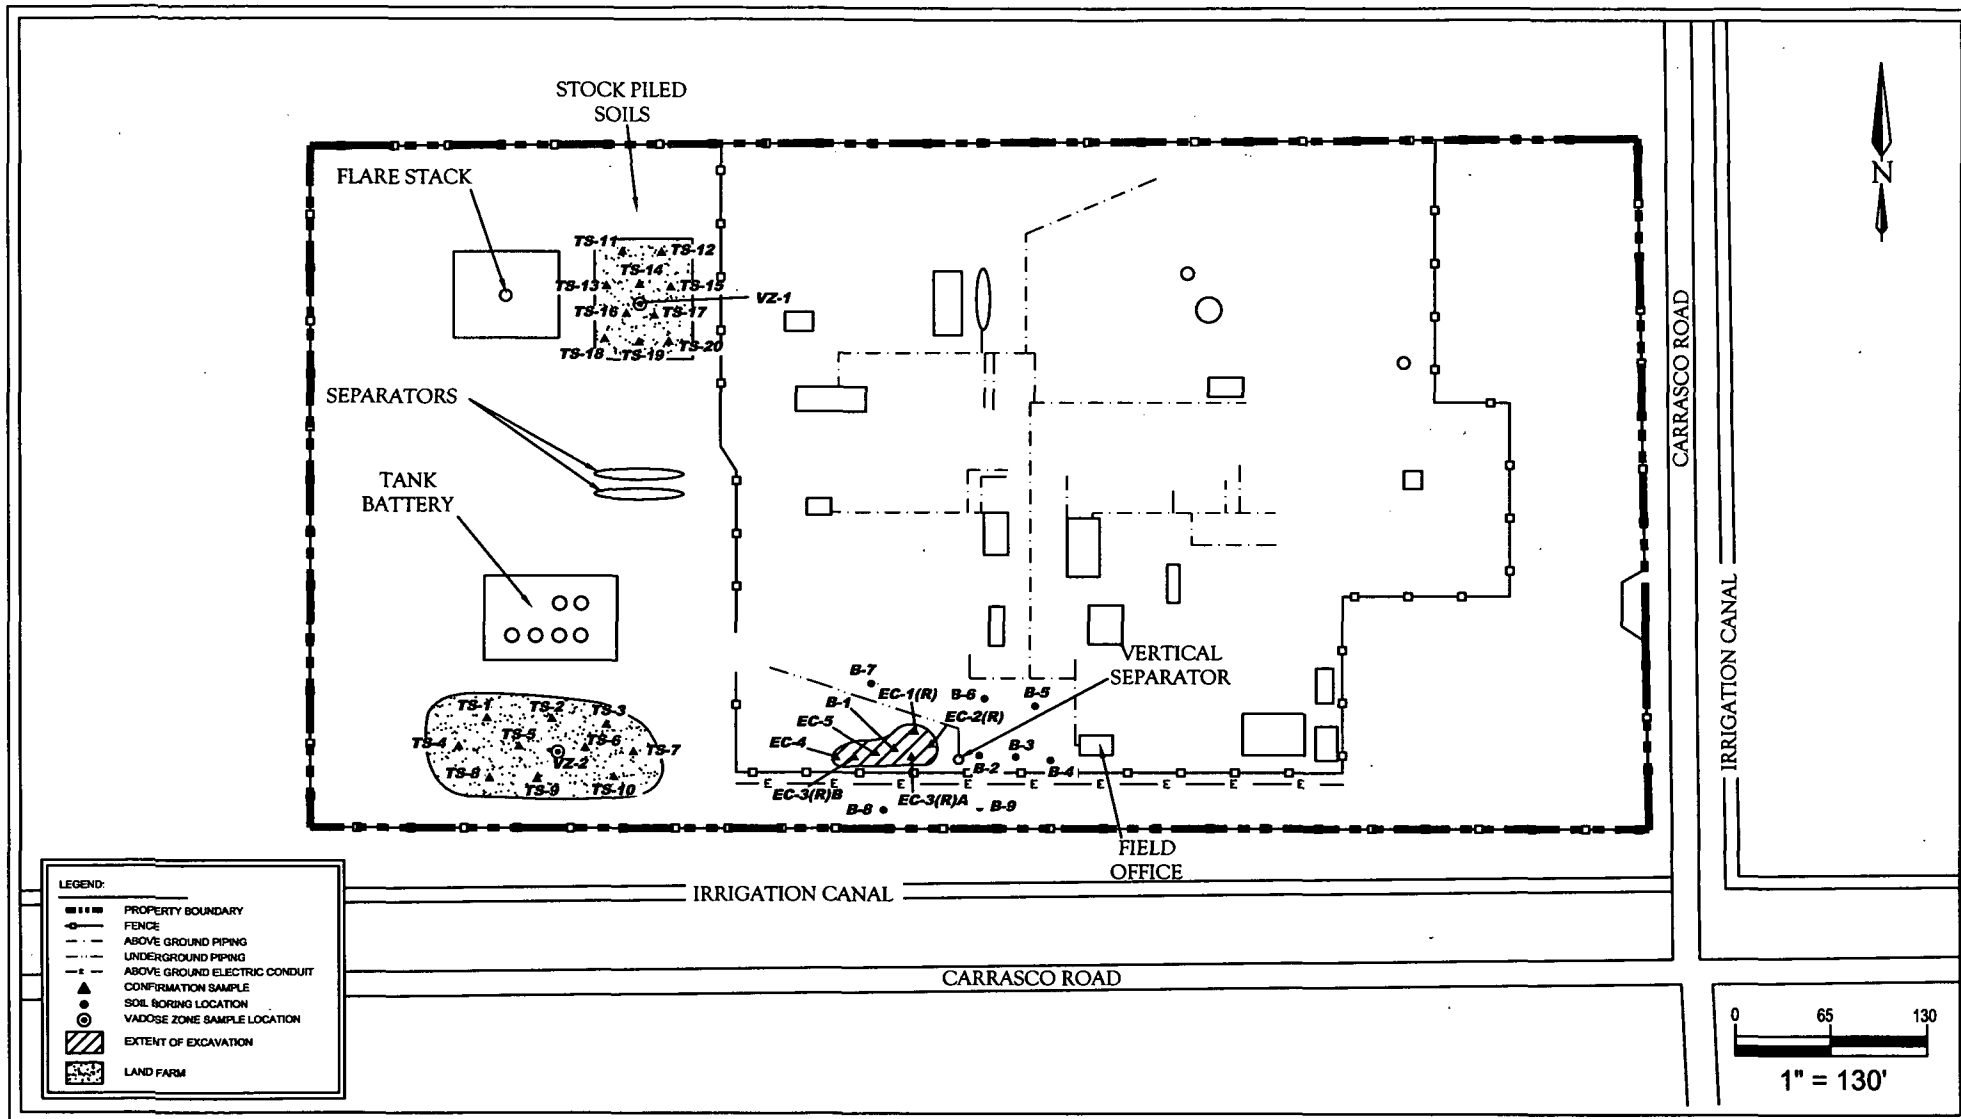 STOCK PILED
SOILS
FLARE STACK
TS-11
TS-12
TS-14
TS-13
TS-15
VZ-1
TS-16
TS-17
TS-18
TS-19
TS-20
N
CARRASCO ROAD
SEPARATORS
TANK
BATTERY
IRRIGATION CANAL
VERTICAL
SEPARATOR
B-7
EC-1(R)
B-6
B-5
B-1
EC-2(R)
EC-5
EC-4
B-3
B-2
B-4
TS-1
TS-2
TS-3
TS-4
TS-5
TS-6
TS-7
VZ-2
TS-8
TS-9
TS-10
E E E E E E E E E
EC-3(R)B
EC-3(R)A
B-8
B-9
FIELD
OFFICE
IRRIGATION CANAL
CARRASCO ROAD
LEGEND:
PROPERTY BOUNDARY
FENCE
ABOVE GROUND PIPING
UNDERGROUND PIPING
E ABOVE GROUND ELECTRIC CONDUIT
CONFIRMATION SAMPLE
SOIL BORING LOCATION
VADOSE ZONE SAMPLE LOCATION
EXTENT OF EXCAVATION
LAND FARM
0 65 130
1" = 130'